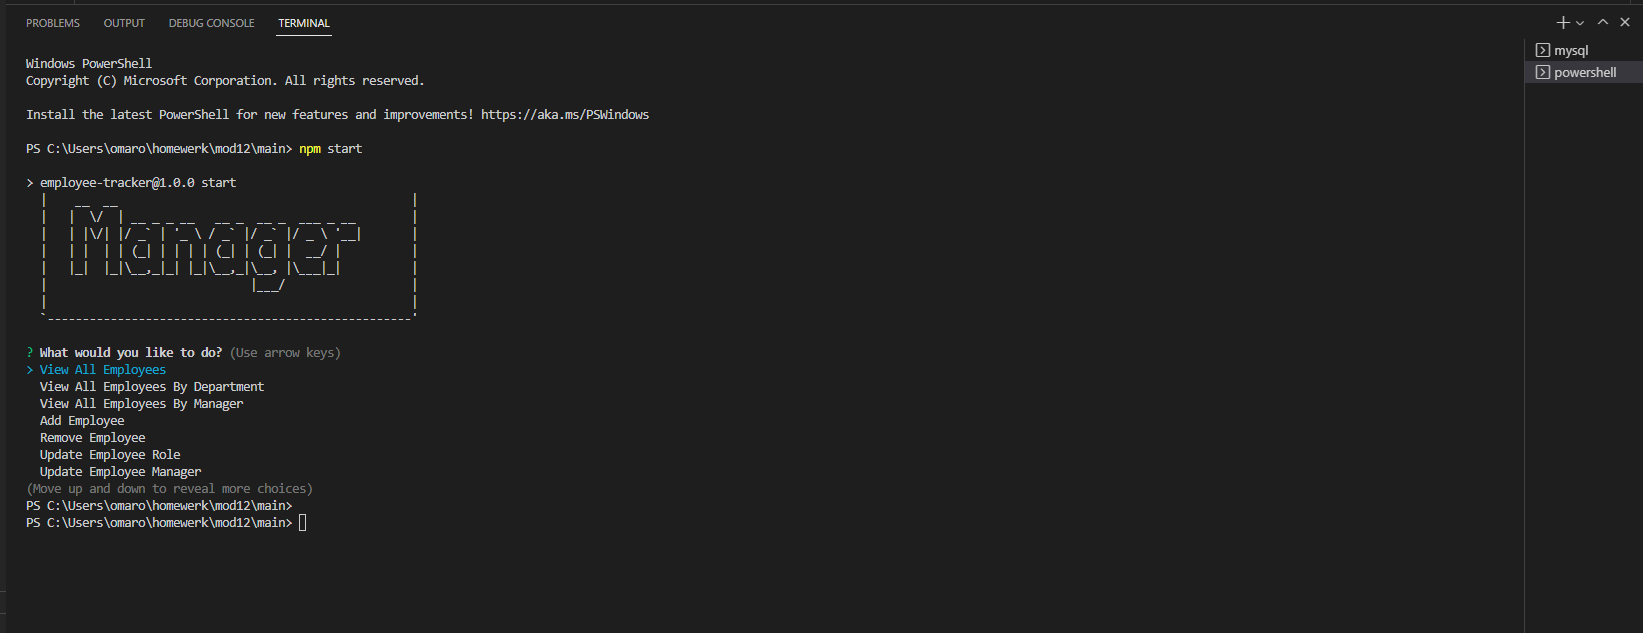 PROBLEMS OUTPUT DEBUG CONSOLE TERMINAL
mysql
powershell
Windows PowerShell
Copyright (C) Microsoft Corporation. All rights reserved.
Install the latest PowerShell for new features and improvements! https://aka.ms/PSWindows
PS C:\Users\omaro\homewerk\mod12\main> npm start
> employee-tracker@1.0.0 start
Manager
? What would you like to do? (Use arrow keys)
> View All Employees
View All Employees By Department
View All Employees By Manager
Add Employee
Remove Employee
Update Employee Role
Update Employee Manager
(Move up and down to reveal more choices)
PS C:\Users\omaro\homewerk\mod12\main>
PS C:\Users\omaro\homewerk\mod12\main>